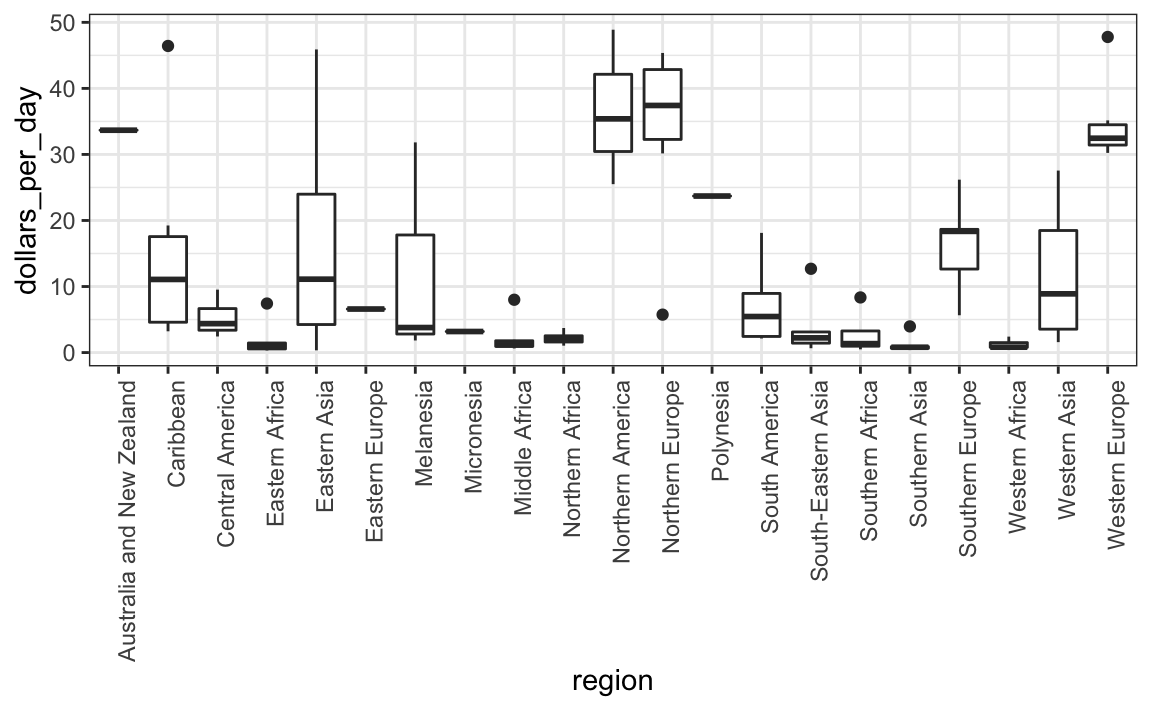 50
40
30
20
10
0
dollars_per_day
Australia and New Zealand
Caribbean
Central America
Eastern Africa
Eastern Asia
Eastern Europe
Melanesia
Micronesia
Middle Africa
Northern Africa
Northern America
Northern Europe
Polynesia
South America
South-Eastern Asia
Southern Africa
Southern Asia
Southern Europe
Western Africa
Western Asia
Western Europe
region